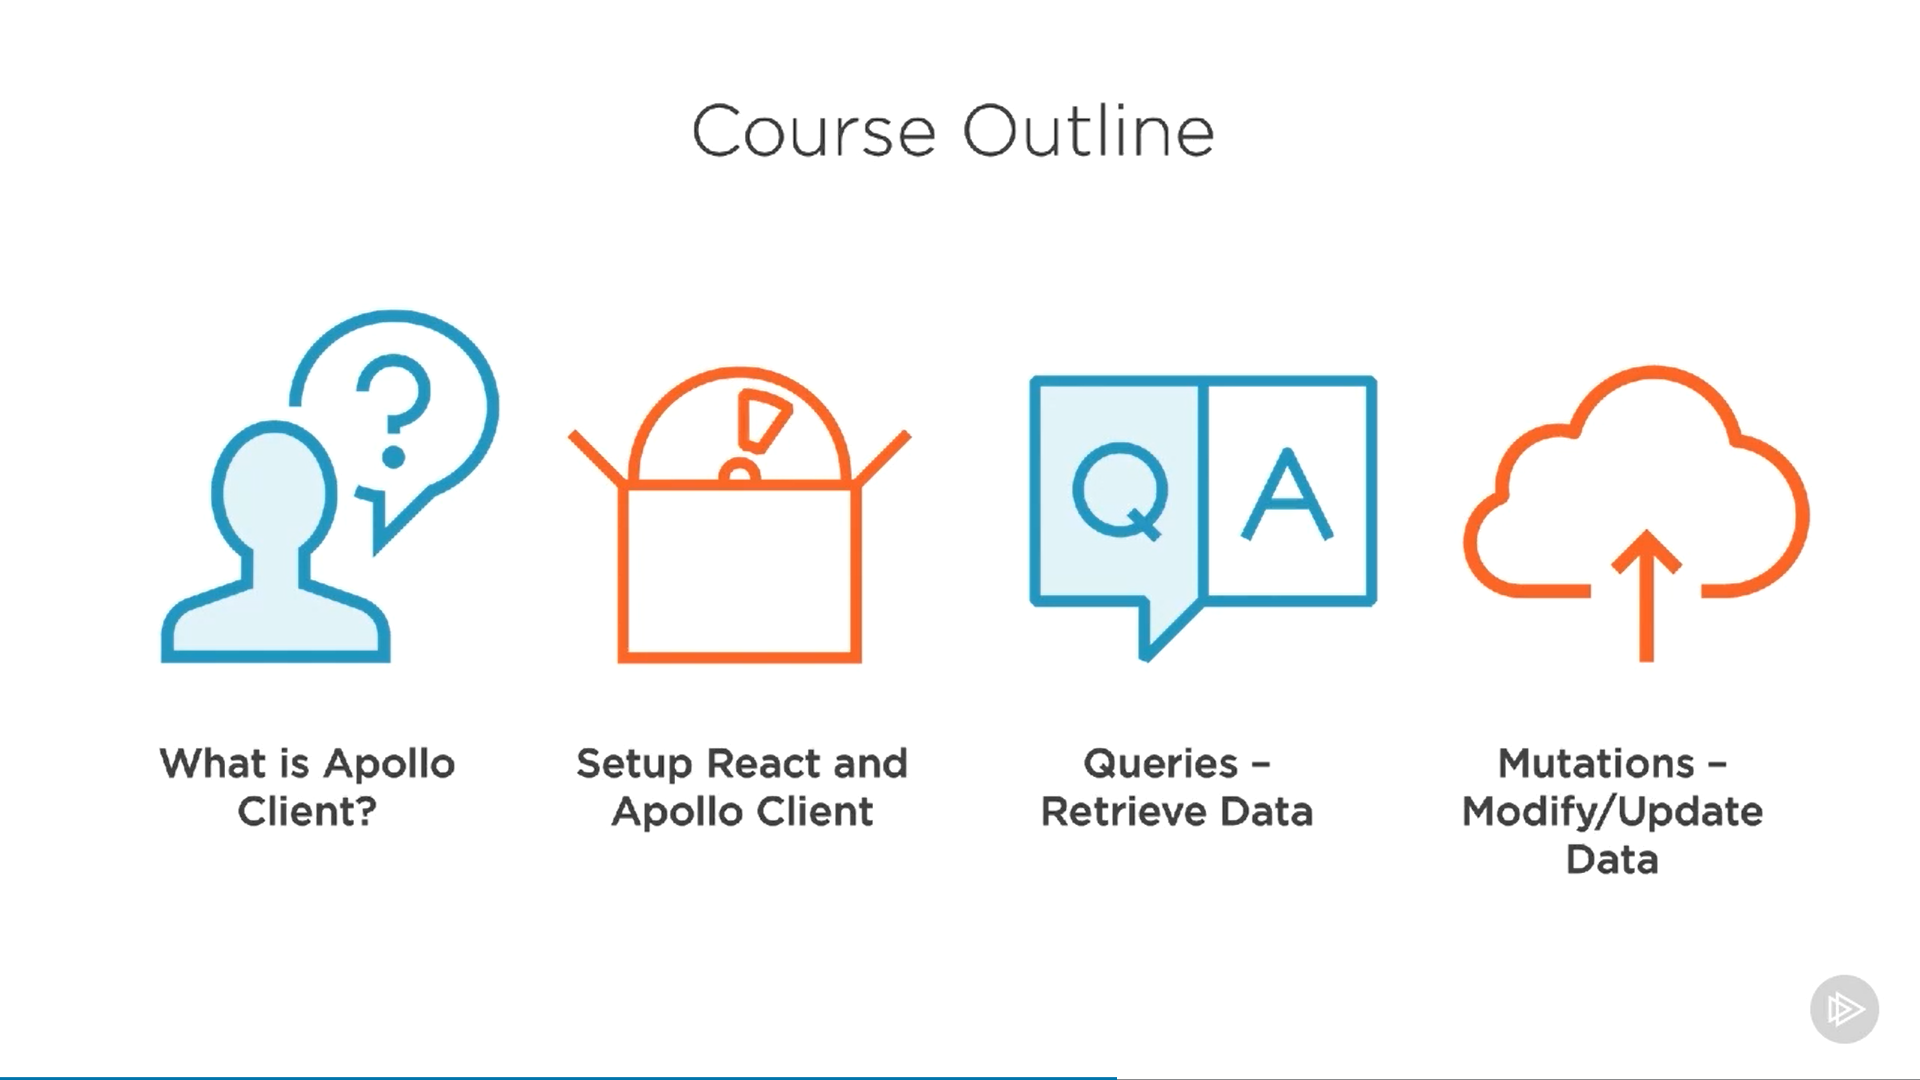 Course Outline
?
!
Q A
What is Apollo
Client?
Setup React and
Apollo Client
Queries –
Retrieve Data
Mutations –
Modify/Update
Data